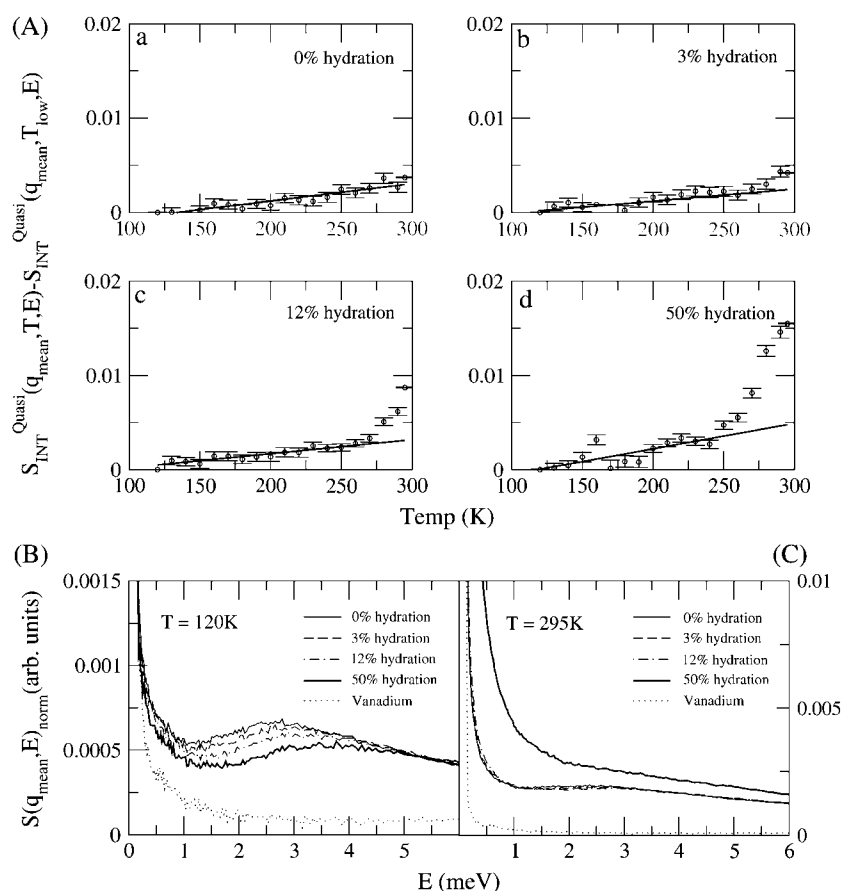 (A)
a
b
0% hydration
3% hydration
0.02
0.01
0
100 150 200 250 300
0.02
0.01
0
100 150 200 250 300
c
d
12% hydration
50% hydration
0.02
0.01
0
100 150 200 250 300
0.02
0.01
0
100 150 200 250 300
S_INT^Quasi(q_mean,T,E)-S_INT^Quasi(q_mean,T_low,E)
Temp (K)
(B)
(C)
S(q_mean,E)_norm(arb. units)
0.0015
0.001
0.0005
0
T = 120K
0% hydration
3% hydration
12% hydration
50% hydration
Vanadium
0 1 2 3 4 5
T = 295K
0% hydration
3% hydration
12% hydration
50% hydration
Vanadium
0.01
0.005
0
1 2 3 4 5 6
E (meV)